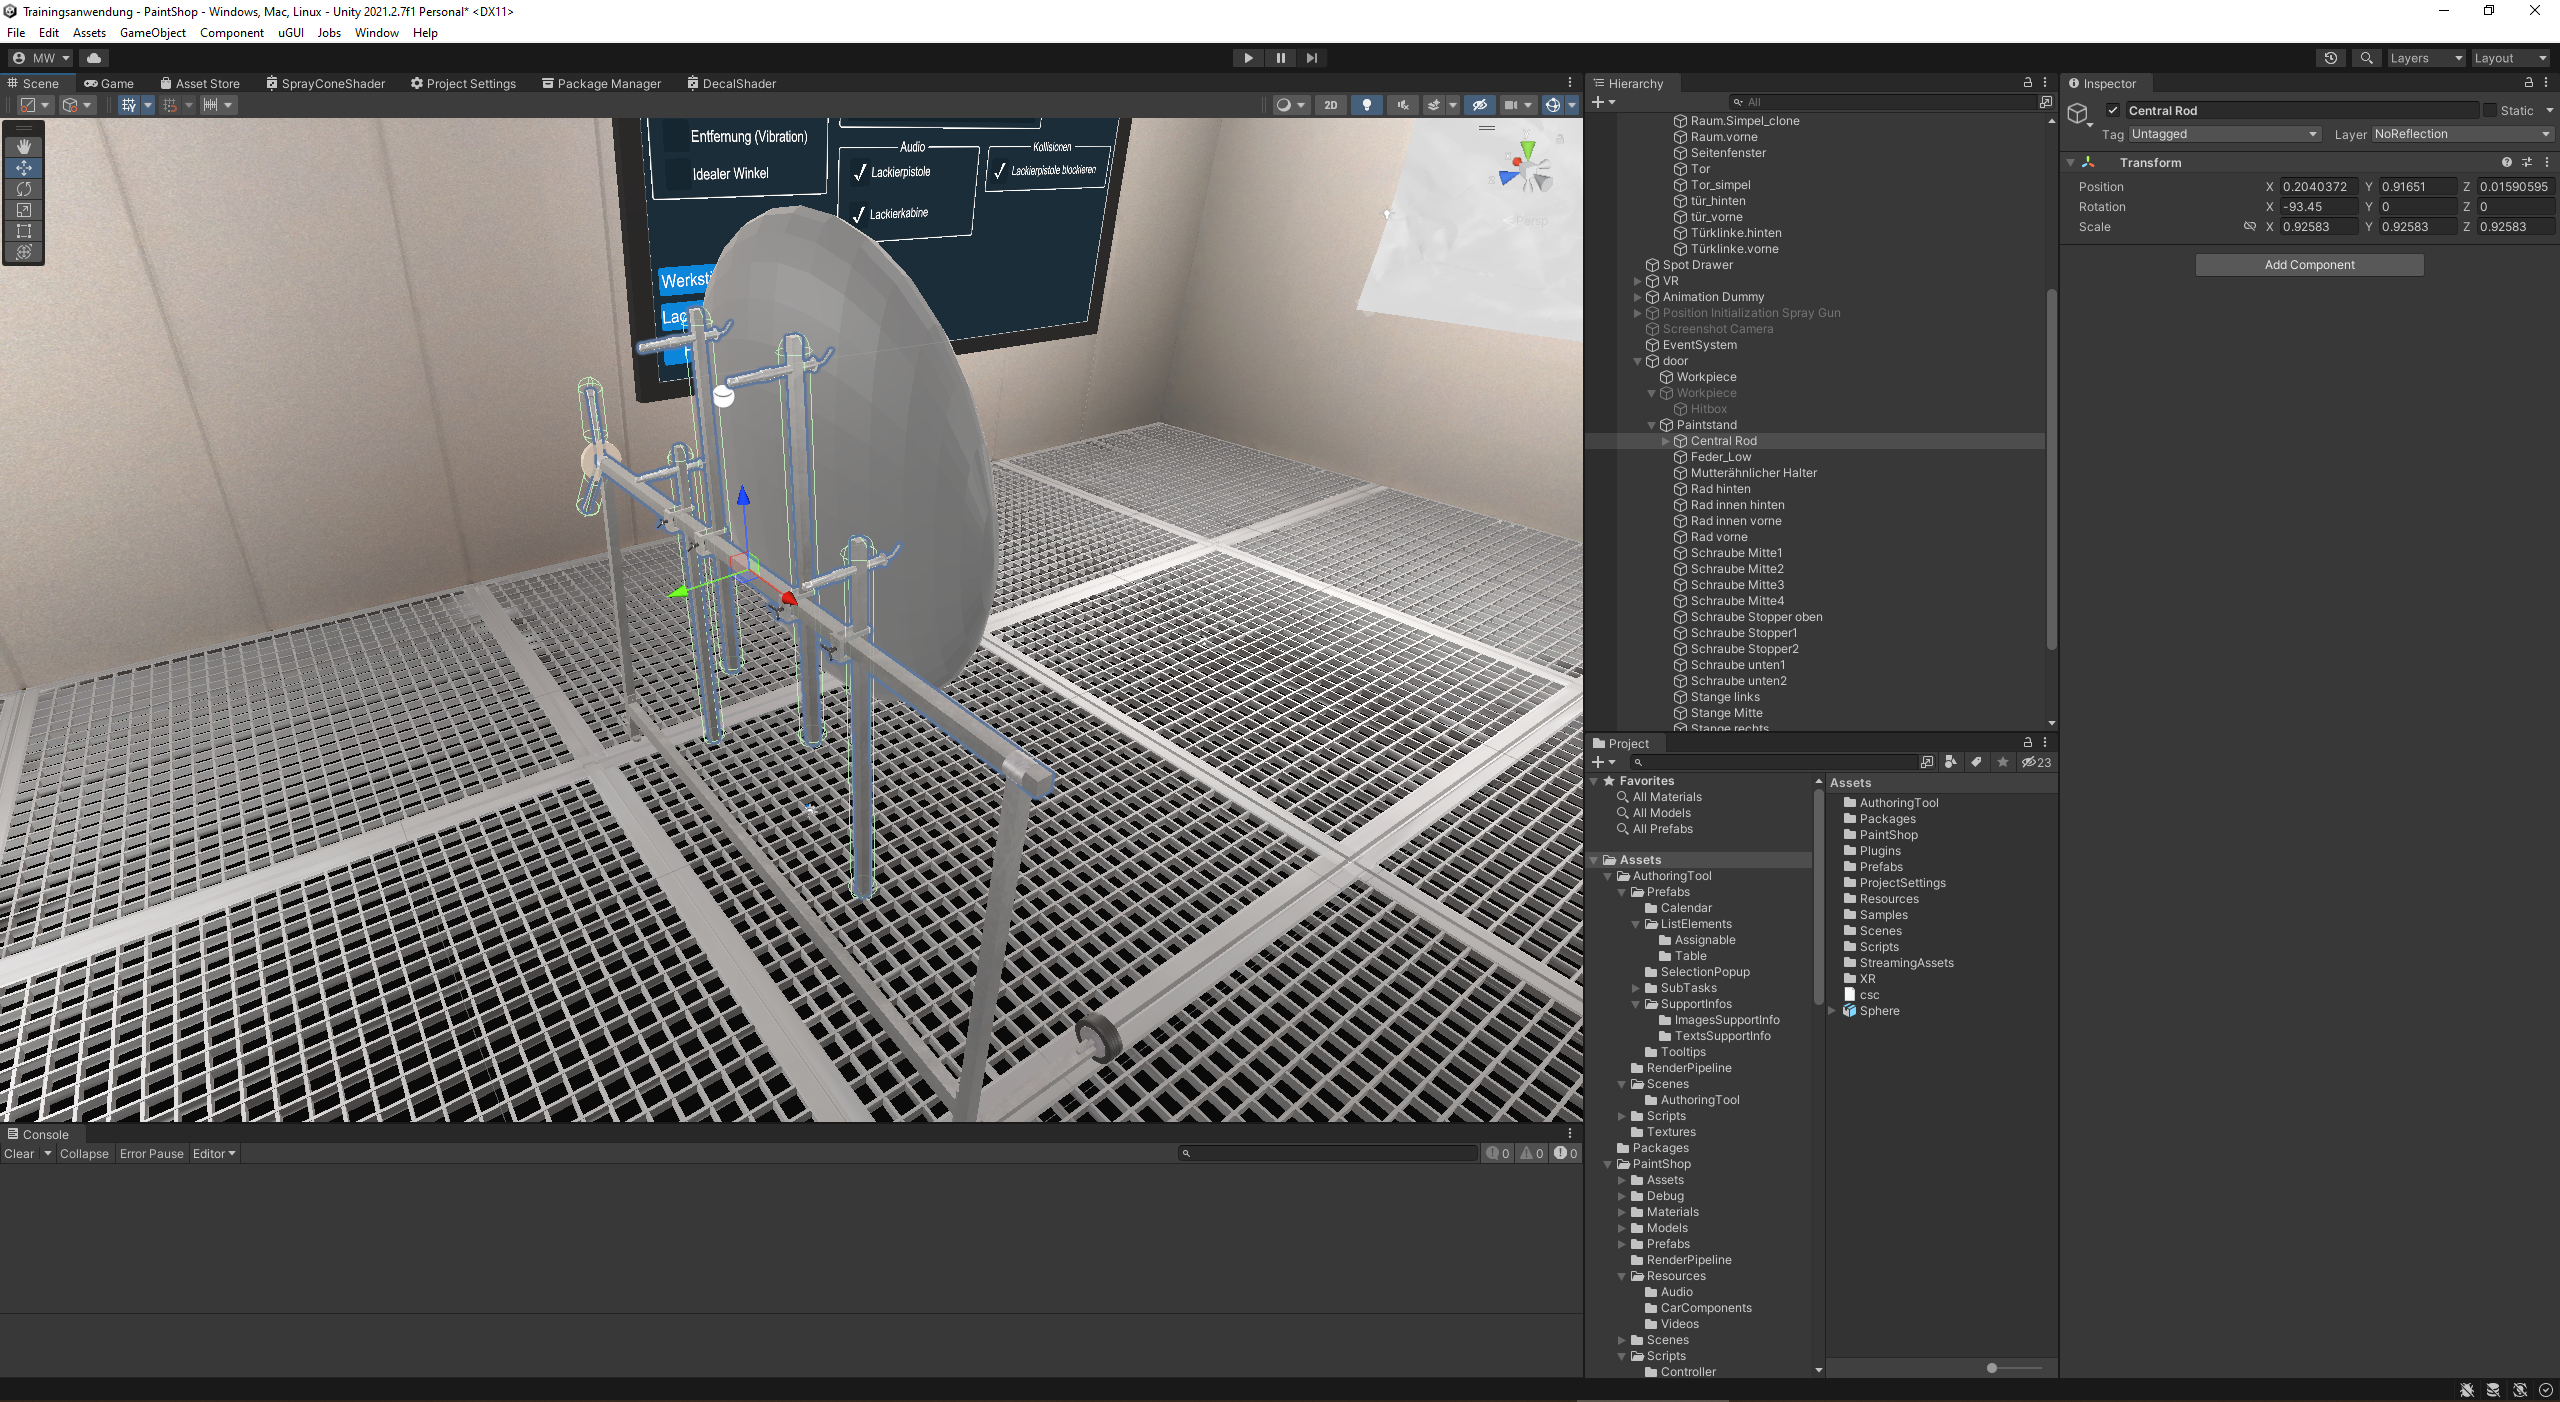 Trainingsanwendung - PaintShop - Windows, Mac, Linux - Unity 2021.2.7f1 Personal* <DX11>
File Edit Assets GameObject Component uGUI Jobs Window Help
MW
Layers
Layout
Scene
Game
Asset Store
SprayConeShader
Project Settings
Package Manager
DecalShader
2D
Entfernung (Vibration)
Idealer Winkel
Audio
Lackierpistole
Lackierkabine
Kollisionen
Lackierpistole blockieren
Werksti
Lac
Persp
Hierarchy
All
Raum.Simpel_clone
Raum.vorne
Seitenfenster
Tor
Tor_simpel
tür_hinten
tür_vorne
Türklinke.hinten
Türklinke.vorne
Spot Drawer
VR
Animation Dummy
Position Initialization Spray Gun
Screenshot Camera
EventSystem
door
Workpiece
Workpiece
Hitbox
Paintstand
Central Rod
Feder_Low
Mutterähnlicher Halter
Rad hinten
Rad innen hinten
Rad innen vorne
Rad vorne
Schraube Mitte1
Schraube Mitte2
Schraube Mitte3
Schraube Mitte4
Schraube Stopper oben
Schraube Stopper1
Schraube Stopper2
Schraube unten1
Schraube unten2
Stange links
Stange Mitte
Stange rechts
Inspector
Central Rod
Static
Tag Untagged
Layer NoReflection
Transform
Position X 0.2040372 Y 0.91651 Z 0.01590595
Rotation X -93.45 Y 0 Z 0
Scale X 0.92583 Y 0.92583 Z 0.92583
Add Component
Project
23
Favorites
All Materials
All Models
All Prefabs
Assets
AuthoringTool
Prefabs
Calendar
ListElements
Assignable
Table
SelectionPopup
SubTasks
SupportInfos
ImagesSupportInfo
TextsSupportInfo
Tooltips
RenderPipeline
Scenes
AuthoringTool
Scripts
Textures
Packages
PaintShop
Assets
Debug
Materials
Models
Prefabs
RenderPipeline
Resources
Audio
CarComponents
Videos
Scenes
Scripts
Controller
Assets
AuthoringTool
Packages
PaintShop
Plugins
Prefabs
ProjectSettings
Resources
Samples
Scenes
Scripts
StreamingAssets
XR
csc
Sphere
Console
Clear Collapse Error Pause Editor
0 0 0